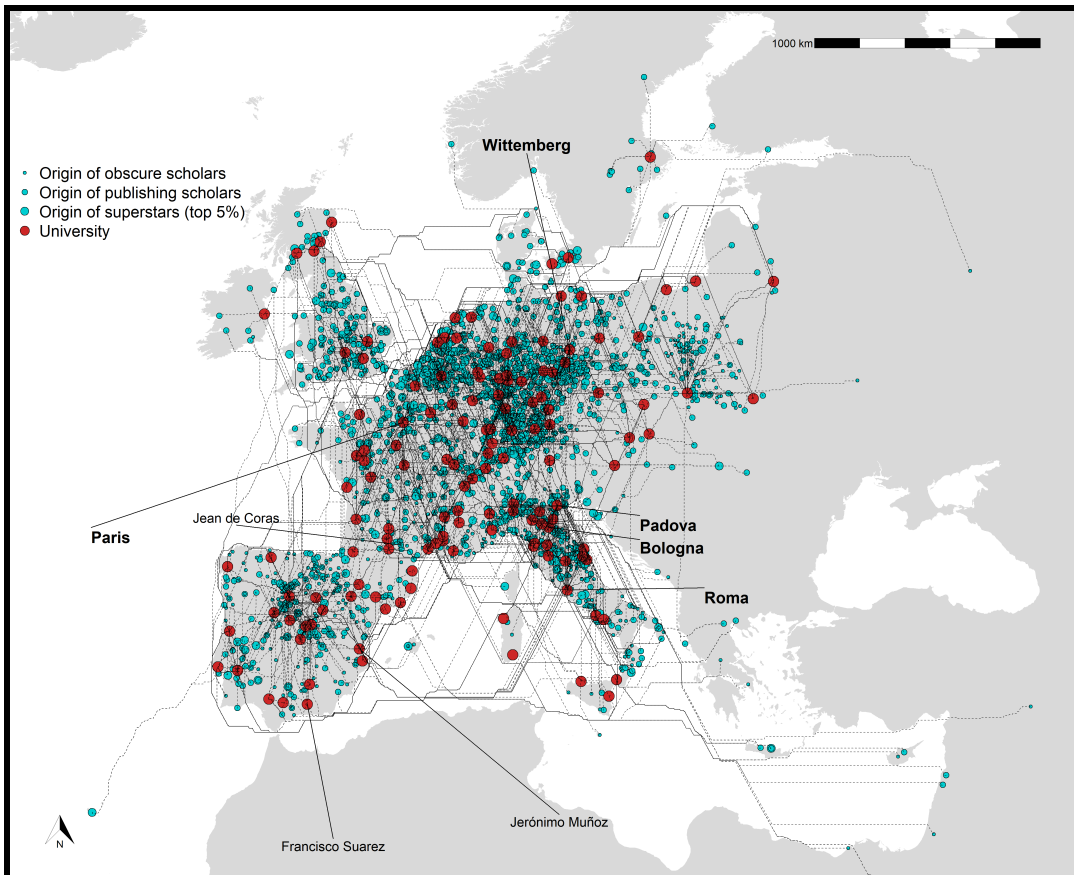 1000 km
Wittemberg
Origin of obscure scholars
Origin of publishing scholars
Origin of superstars (top 5%)
University
Jean de Coras
Paris
Padova
Bologna
Roma
Jerónimo Muñoz
Francisco Suarez
N